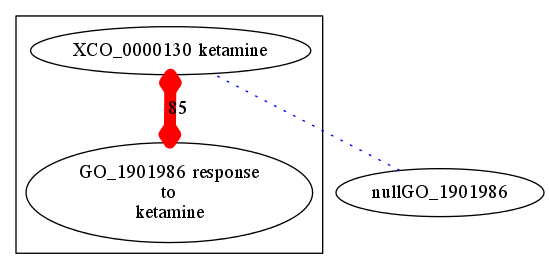 XCO_0000130 ketamine
85
GO_1901986 response
to
ketamine
nullGO_1901986